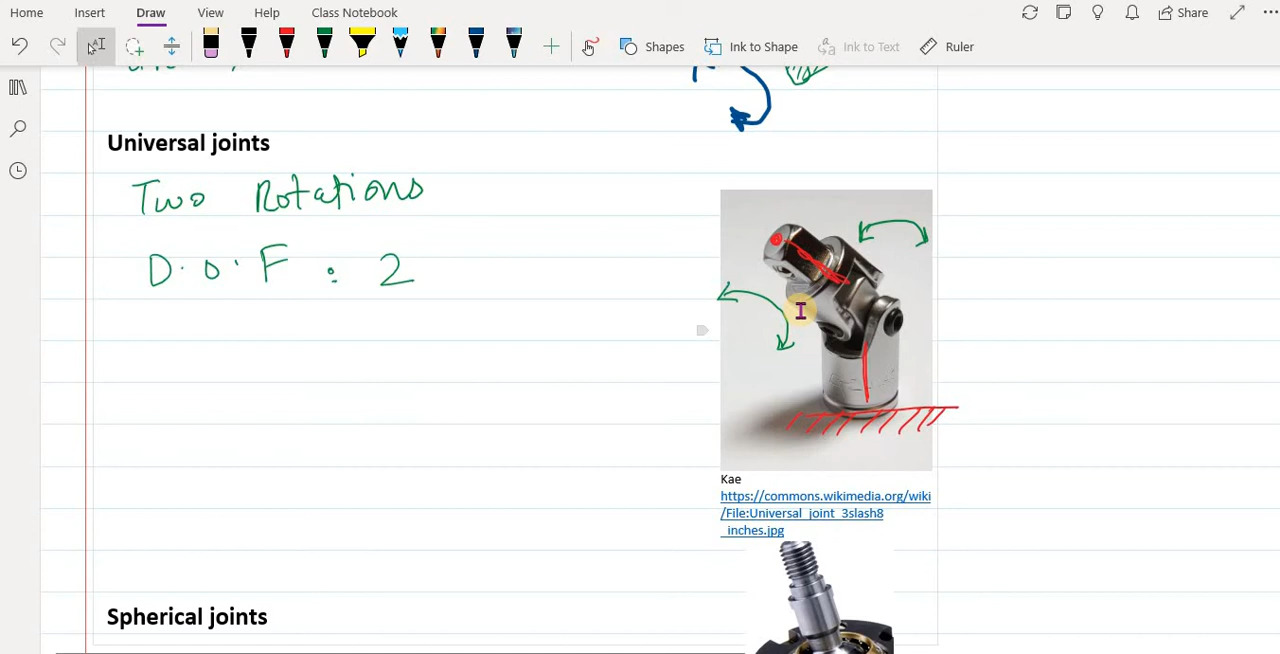 Home Insert Draw View Help Class Notebook Share
Shapes Ink to Shape Ink to Text Ruler
Universal joints
Two Rotations
D.O.F : 2
Kae
https://commons.wikimedia.org/wiki
/File:Universal_joint_3slash8
_inches.jpg
Spherical joints